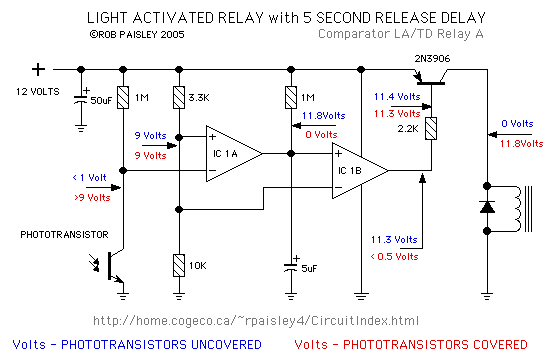 LIGHT ACTIVATED RELAY with 5 SECOND RELEASE DELAY
©ROB PAISLEY 2005
Comparator LA/TD Relay A
2N3906
+
12 VOLTS
50uF
1M
3.3K
1M
11.8Volts
0 Volts
11.4 Volts
11.3 Volts
2.2K
0 Volts
11.8Volts
9 Volts
9 Volts
+
-
IC 1A
+
-
IC 1B
< 1 Volt
>9 Volts
PHOTOTRANSISTOR
10K
5uF
11.3 Volts
< 0.5 Volts
http://home.cogeco.ca/~rpaisley4/CircuitIndex.html
Volts - PHOTOTRANSISTORS UNCOVERED
Volts - PHOTOTRANSISTORS COVERED